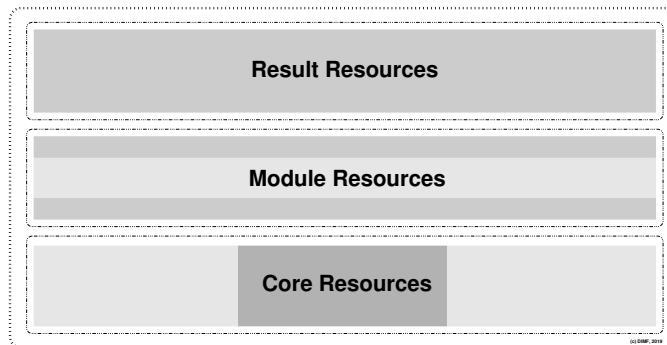 Result Resources
Module Resources
Core Resources
(c) DIMF, 2019